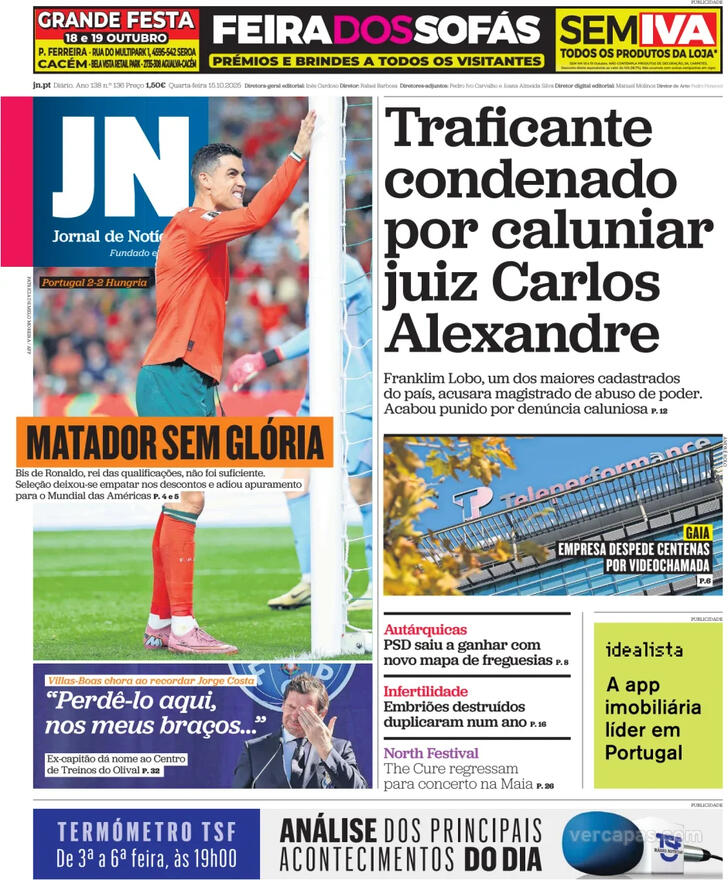 PUBLICIDADE
GRANDE FESTA
18 e 19 OUTUBRO
P. FERREIRA - RUA DO MULTIPARK 1, 4595-542 SEROA
CACÉM - BELA VISTA RETAIL PARK - 2735-308 AGUALVA-CACÉM
FEIRADOSSOFÁS
PRÉMIOS E BRINDES A TODOS OS VISITANTES
SEMIVA
TODOS OS PRODUTOS DA LOJA*
jn.pt Diário. Ano 138 n.º 136 Preço 1,50€ Quarta-feira 15.10.2025 Diretora-geral editorial: Inês Cardoso Diretor: Rafael Barbosa Diretores-adjuntos: Pedro Ivo Carvalho e Joana Almeida Silva Diretor digital editorial: Manuel Molinos Diretor de Arte: Pedro Pimentel
JN
Jornal de Notíc
Fundado e
Portugal 2-2 Hungria
MATADOR SEM GLÓRIA
Bis de Ronaldo, rei das qualificações, não foi suficiente.
Seleção deixou-se empatar nos descontos e adiou apuramento
para o Mundial das Américas P. 4 e 5
Traficante
condenado
por caluniar
juiz Carlos
Alexandre
Franklim Lobo, um dos maiores cadastrados
do país, acusara magistrado de abuso de poder.
Acabou punido por denúncia caluniosa P. 12
Teleperformance
GAIA
EMPRESA DESPEDE CENTENAS
POR VIDEOCHAMADA
P.6
Autárquicas
PSD saiu a ganhar com
novo mapa de freguesias P. 8
Infertilidade
Embriões destruídos
duplicaram num ano P. 16
North Festival
The Cure regressam
para concerto na Maia P. 26
PUBLICIDADE
idealista
A app
imobiliária
líder em
Portugal
Villas-Boas chora ao recordar Jorge Costa
“Perdê-lo aqui,
nos meus braços...”
Ex-capitão dá nome ao Centro
de Treinos do Olival P. 32
PUBLICIDADE
TERMÓMETRO TSF
De 3ª a 6ª feira, às 19h00
ANÁLISE DOS PRINCIPAIS
ACONTECIMENTOS DO DIA
vercapas.com